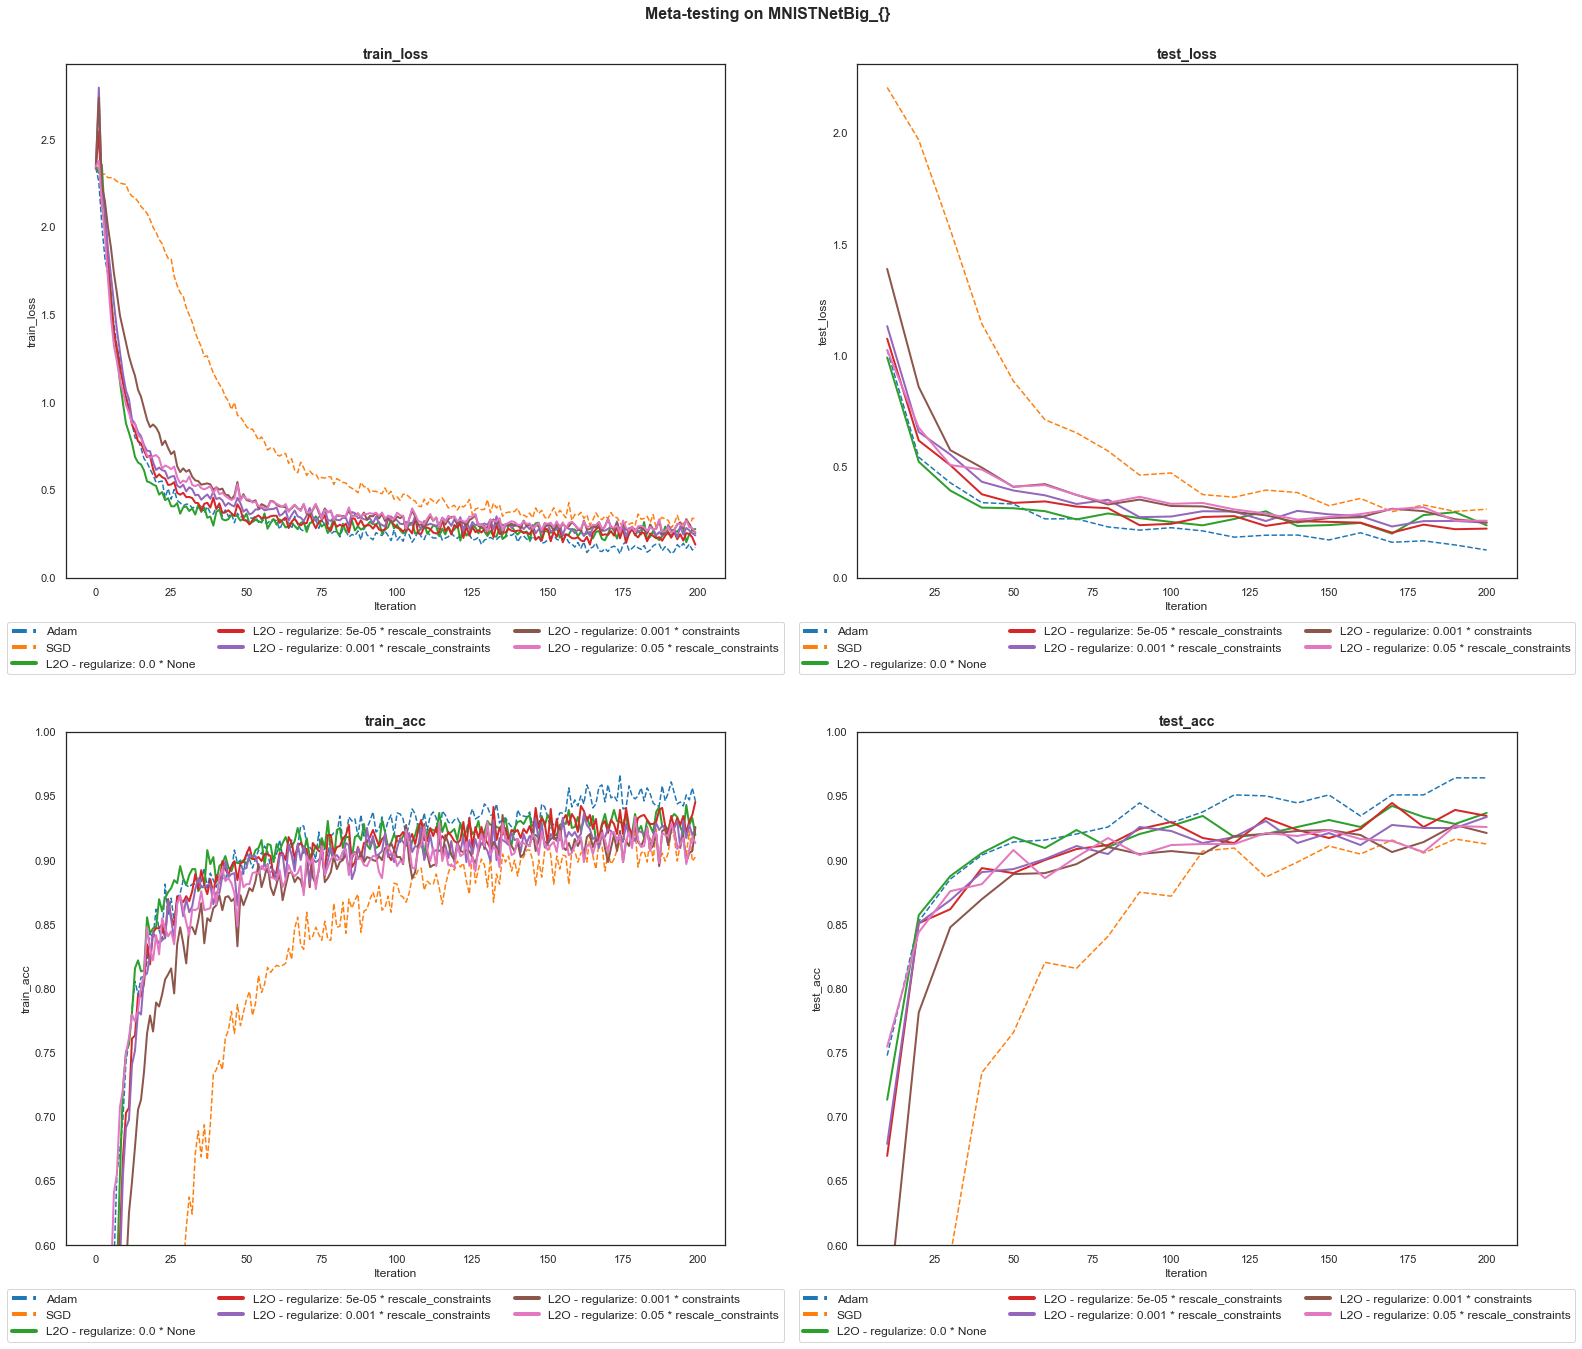 Meta-testing on MNISTNetBig_{}
train_loss
2.5
2.0
1.5
1.0
0.5
0.0
train_loss
0 25 50 75 100 125 150 175 200
Iteration
Adam
SGD
L2O - regularize: 0.0 * None
L2O - regularize: 5e-05 * rescale_constraints
L2O - regularize: 0.001 * rescale_constraints
L2O - regularize: 0.001 * constraints
L2O - regularize: 0.05 * rescale_constraints
test_loss
2.0
1.5
1.0
0.5
0.0
test_loss
25 50 75 100 125 150 175 200
Iteration
Adam
SGD
L2O - regularize: 0.0 * None
L2O - regularize: 5e-05 * rescale_constraints
L2O - regularize: 0.001 * rescale_constraints
L2O - regularize: 0.001 * constraints
L2O - regularize: 0.05 * rescale_constraints
train_acc
1.00
0.95
0.90
0.85
0.80
0.75
0.70
0.65
0.60
train_acc
0 25 50 75 100 125 150 175 200
Iteration
Adam
SGD
L2O - regularize: 0.0 * None
L2O - regularize: 5e-05 * rescale_constraints
L2O - regularize: 0.001 * rescale_constraints
L2O - regularize: 0.001 * constraints
L2O - regularize: 0.05 * rescale_constraints
test_acc
1.00
0.95
0.90
0.85
0.80
0.75
0.70
0.65
0.60
test_acc
25 50 75 100 125 150 175 200
Iteration
Adam
SGD
L2O - regularize: 0.0 * None
L2O - regularize: 5e-05 * rescale_constraints
L2O - regularize: 0.001 * rescale_constraints
L2O - regularize: 0.001 * constraints
L2O - regularize: 0.05 * rescale_constraints